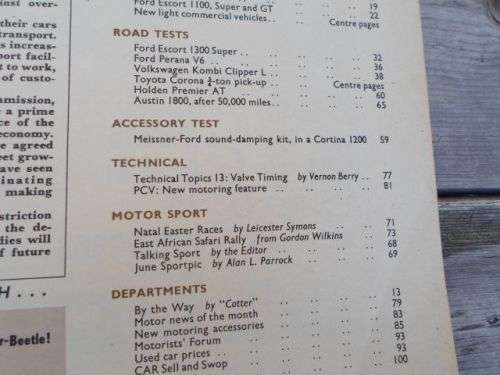 nst over-
their cars
transport.
s increas-
port facil-
t to work,
of custo-
mmission,
e a prime
ce of the
economy.
e agreed
eet grow-
ave seen
inating
making
striction
the de-
dies will
f future
H . . .
r-Beetle!
Ford Escort 1100, Super and GT .. 19
New light commercial vehicles.. .. 22
Centre pages
ROAD TESTS
Ford Escort 1300 Super .. .. .. 32
Ford Perana V6 .. .. .. .. 36
Volkswagen Kombi Clipper L .. .. .. 38
Toyota Corona ¾-ton pick-up .. Centre pages
Holden Premier AT .. .. .. .. 60
Austin 1800, after 50,000 miles.. .. .. 65
ACCESSORY TEST
Meissner-Ford sound-damping kit, in a Cortina 1200 59
TECHNICAL
Technical Topics 13: Valve Timing by Vernon Berry .. 77
PCV: New motoring feature .. .. .. .. 81
MOTOR SPORT
Natal Easter Races by Leicester Symons .. .. 71
East African Safari Rally from Gordon Wilkins .. 73
Talking Sport by the Editor .. .. .. .. 68
June Sportpic by Alan L. Parrock .. .. .. 69
DEPARTMENTS
By the Way by "Cotter" .. .. .. .. 13
Motor news of the month .. .. .. .. 79
New motoring accessories .. .. .. .. 83
Motorists' Forum .. .. .. .. 85
Used car prices .. .. .. .. .. 93
CAR Sell and Swop .. .. .. .. 93
100